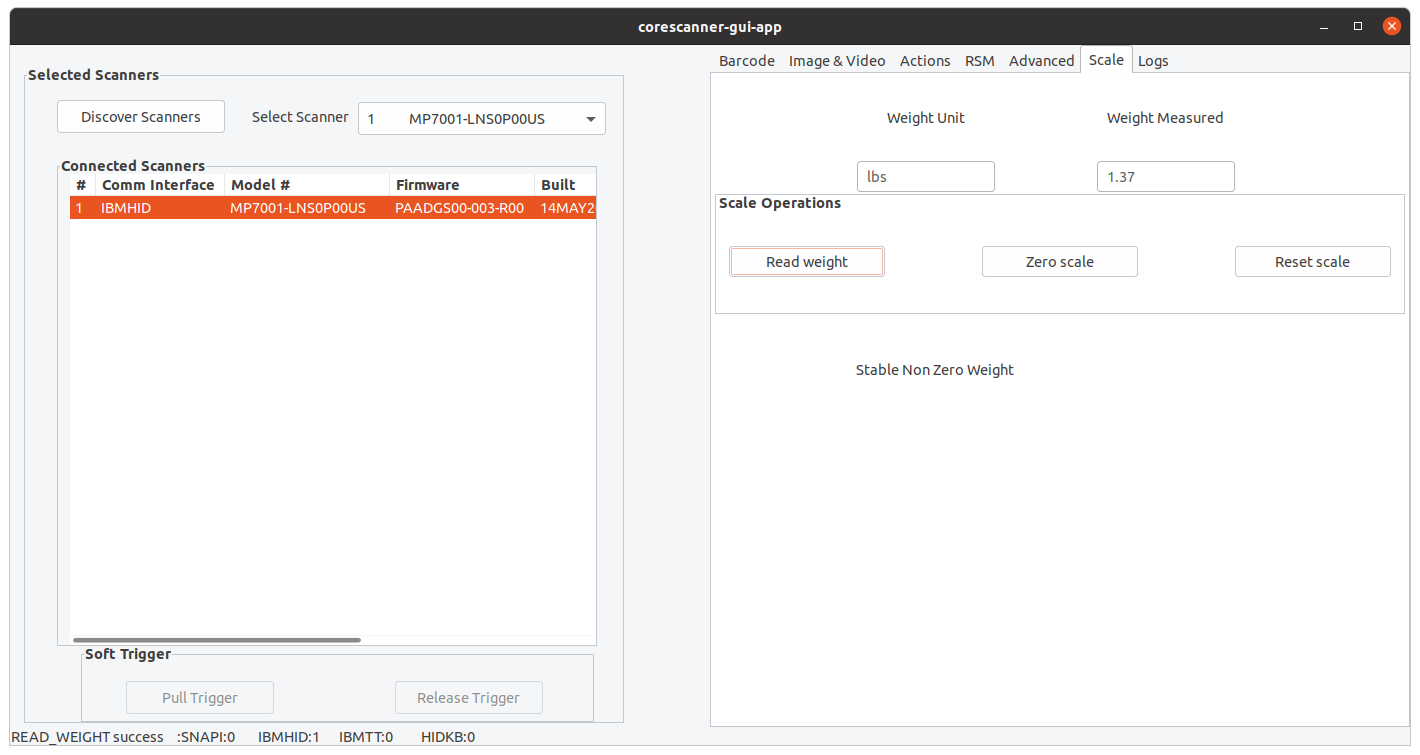 corescanner-gui-app
Selected Scanners
Discover Scanners Select Scanner 1 MP7001-LNS0P00US
Connected Scanners
# Comm Interface Model # Firmware Built
1 IBMHID MP7001-LNS0P00US PAADGS00-003-R00 14MAY2
Soft Trigger
Pull Trigger Release Trigger
Barcode Image & Video Actions RSM Advanced Scale Logs
Weight Unit Weight Measured
lbs 1.37
Scale Operations
Read weight Zero scale Reset scale
Stable Non Zero Weight
READ_WEIGHT success :SNAPI:0 IBMHID:1 IBMTT:0 HIDKB:0